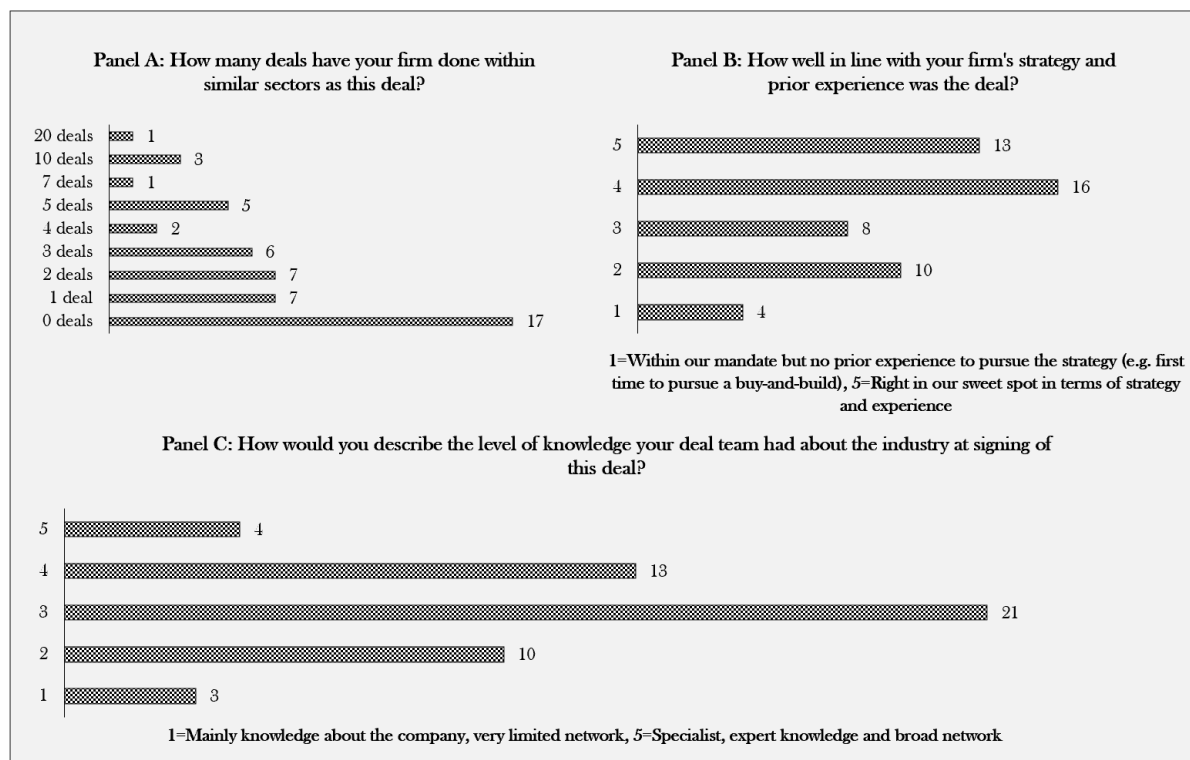 Panel A: How many deals have your firm done within
similar sectors as this deal?
20 deals 1
10 deals 3
7 deals 1
5 deals 5
4 deals 2
3 deals 6
2 deals 7
1 deal 7
0 deals 17
Panel B: How well in line with your firm's strategy and
prior experience was the deal?
5 13
4 16
3 8
2 10
1 4
1=Within our mandate but no prior experience to pursue the strategy (e.g. first
time to pursue a buy-and-build), 5=Right in our sweet spot in terms of strategy
and experience
Panel C: How would you describe the level of knowledge your deal team had about the industry at signing of
this deal?
5 4
4 13
3 21
2 10
1 3
1=Mainly knowledge about the company, very limited network, 5=Specialist, expert knowledge and broad network